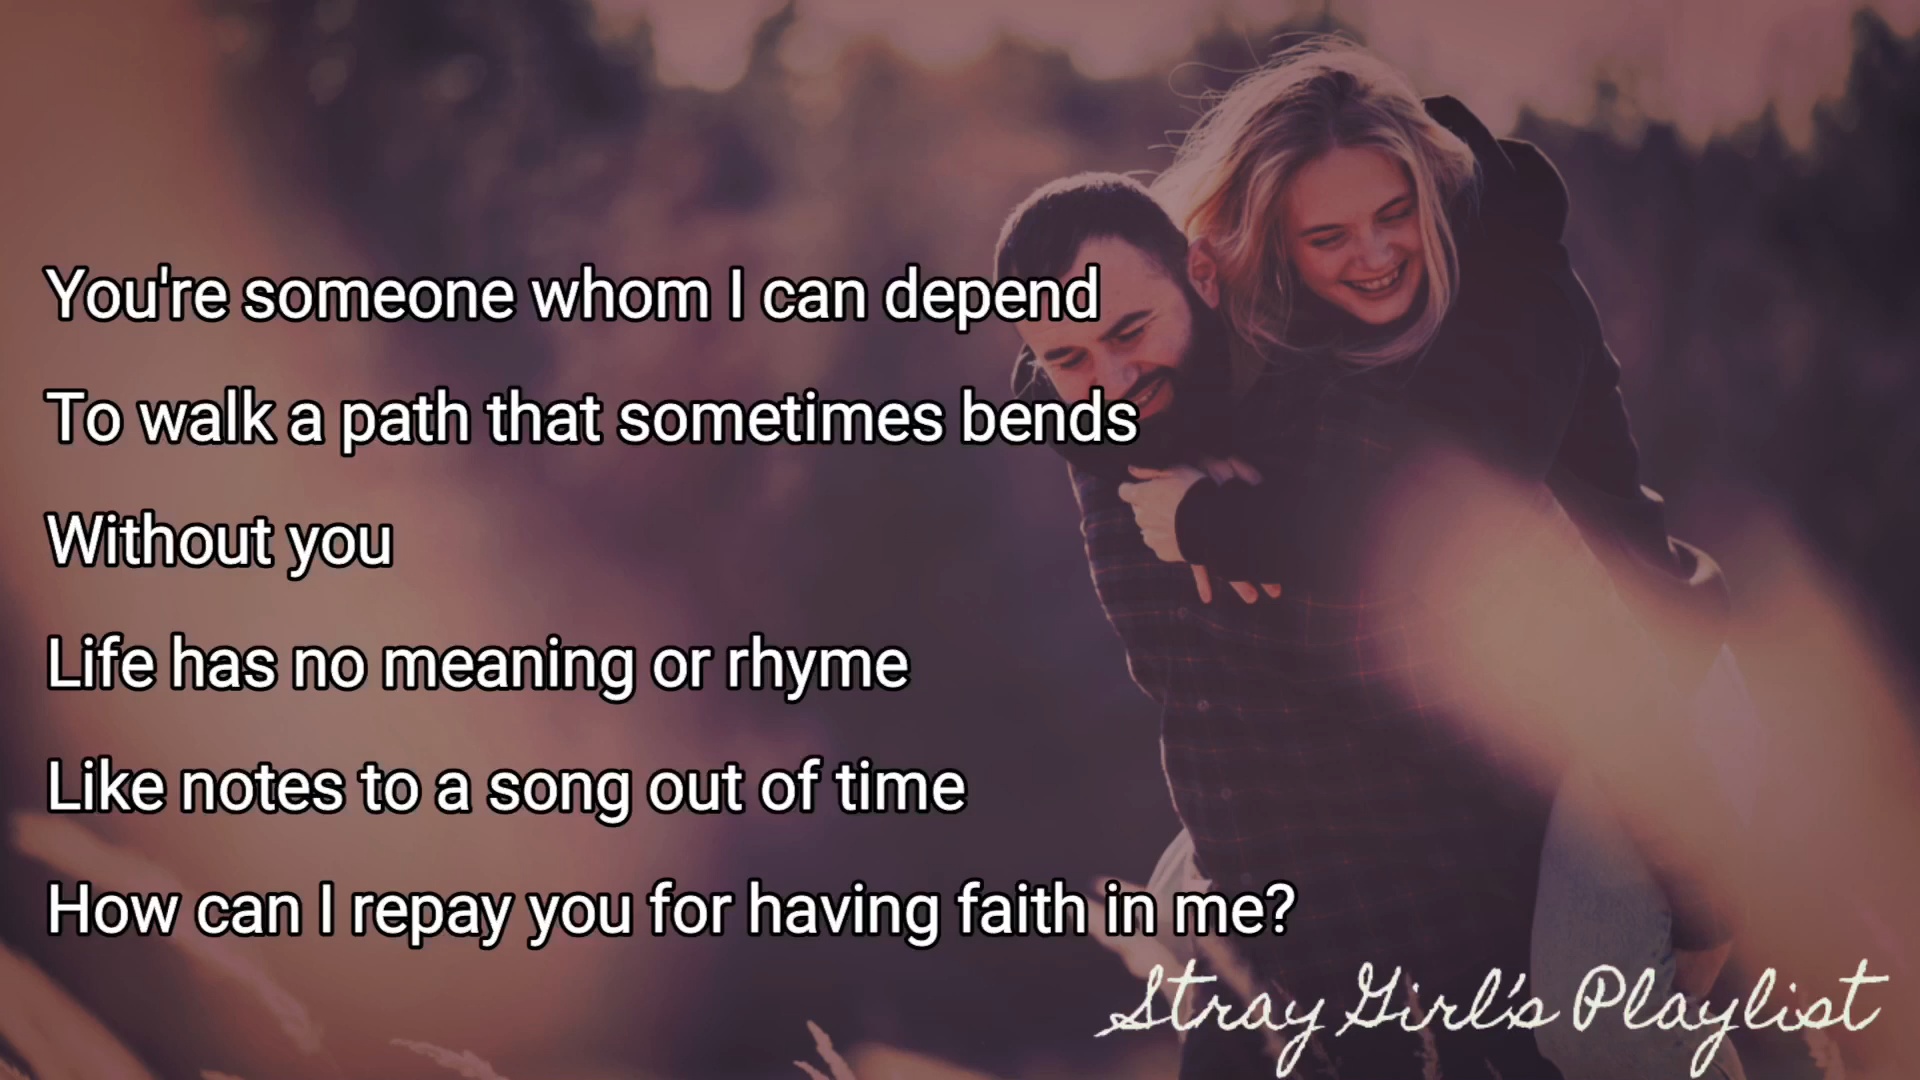 You're someone whom I can depend
To walk a path that sometimes bends
Without you
Life has no meaning or rhyme
Like notes to a song out of time
How can I repay you for having faith in me?
Stray Girl's Playlist